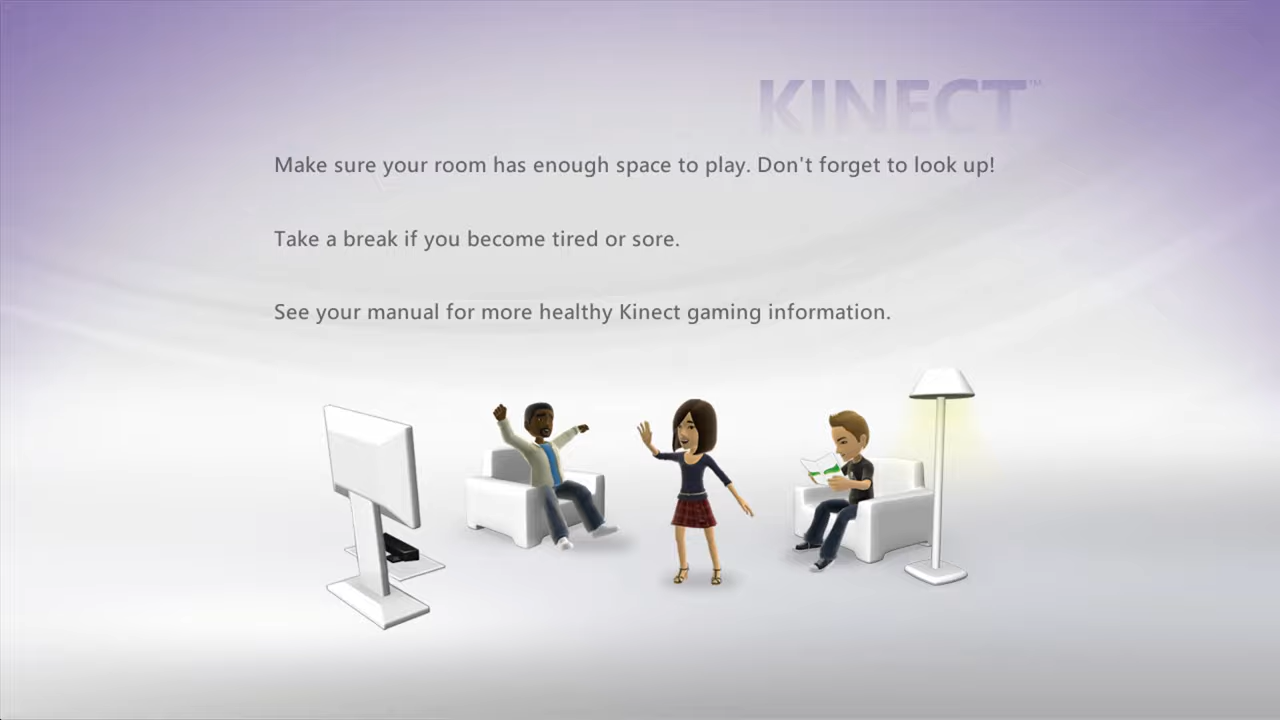 KINECT™
Make sure your room has enough space to play. Don't forget to look up!
Take a break if you become tired or sore.
See your manual for more healthy Kinect gaming information.